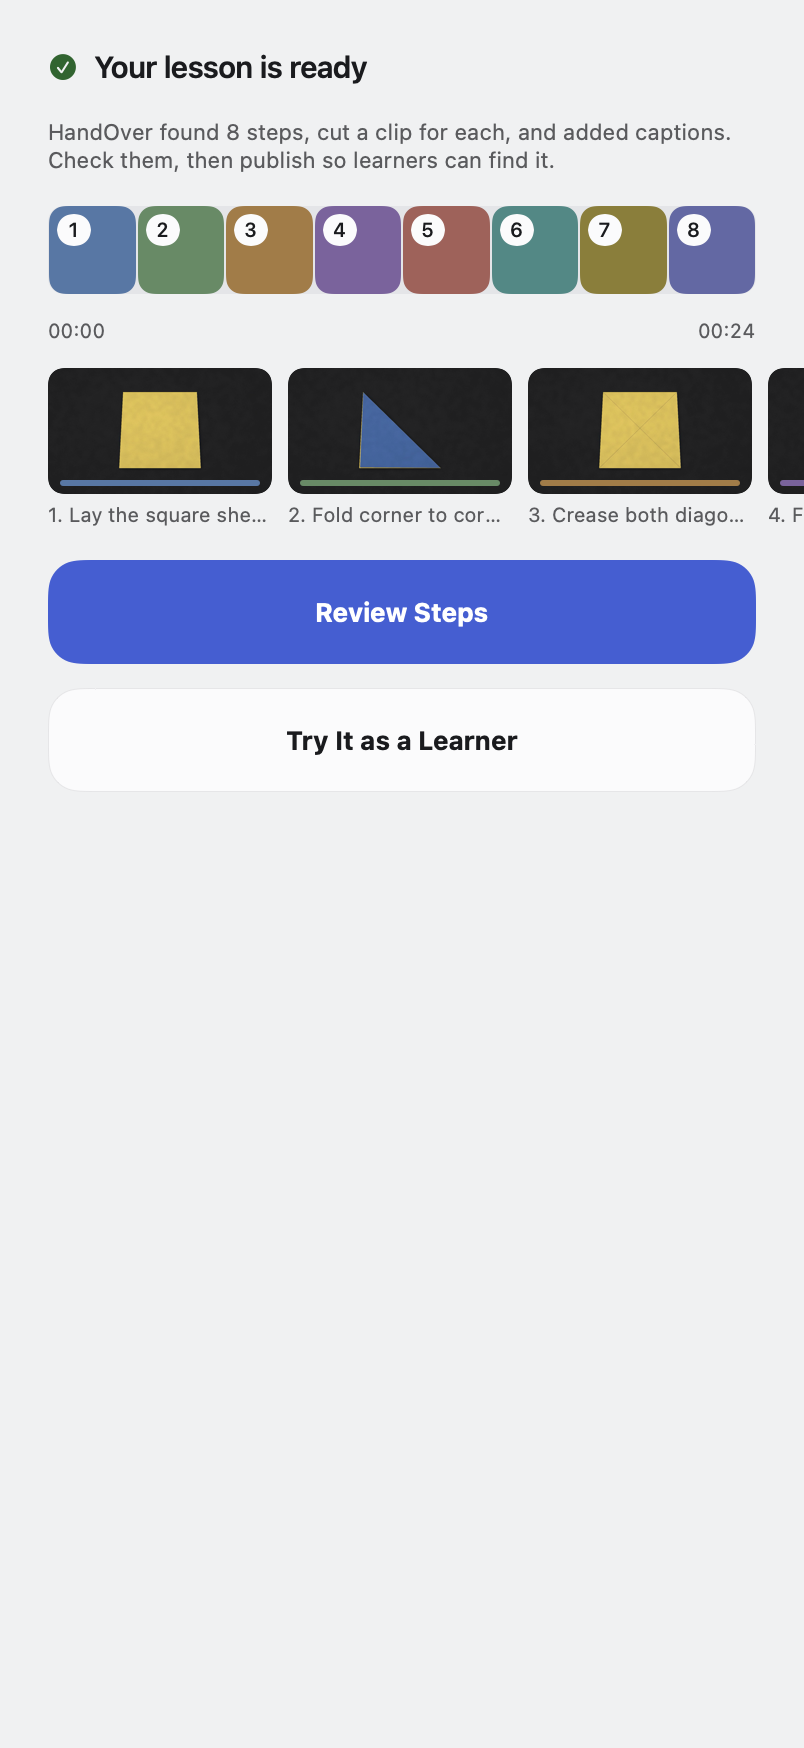 Your lesson is ready
HandOver found 8 steps, cut a clip for each, and added captions.
Check them, then publish so learners can find it.
1 2 3 4 5 6 7 8
00:00 00:24
1. Lay the square she... 2. Fold corner to cor... 3. Crease both diago... 4. F
Review Steps
Try It as a Learner